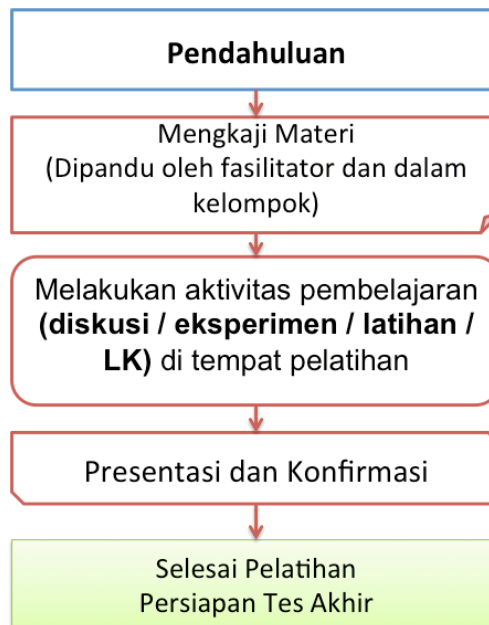 Pendahuluan
Mengkaji Materi
(Dipandu oleh fasilitator dan dalam
kelompok)
Melakukan aktivitas pembelajaran
(diskusi / eksperimen / latihan /
LK) di tempat pelatihan
Presentasi dan Konfirmasi
Selesai Pelatihan
Persiapan Tes Akhir